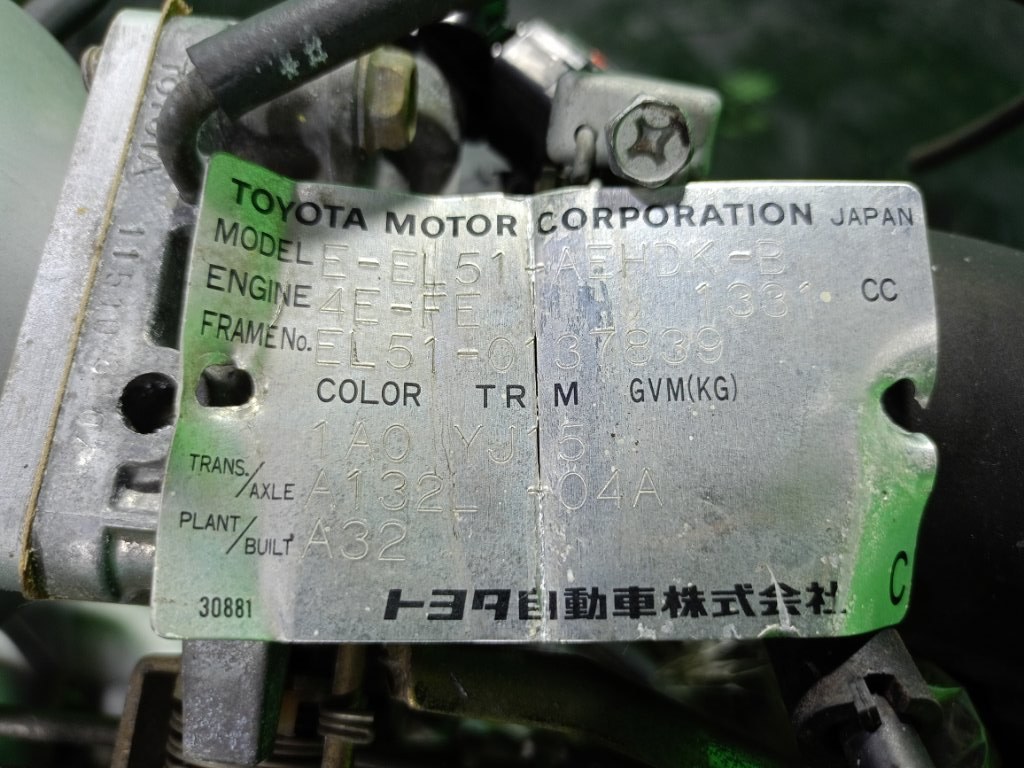 TOYOTA MOTOR CORPORATION JAPAN
MODEL E-EL51-AEHDK-B
ENGINE 4E-FE 1331 CC
FRAME No. EL51-0137839
COLOR TRIM GVM(KG)
1A0 YJ15
TRANS./AXLE A132L -04A
PLANT/BUILT A32
30881 トヨタ自動車株式会社 C
TOYOTA